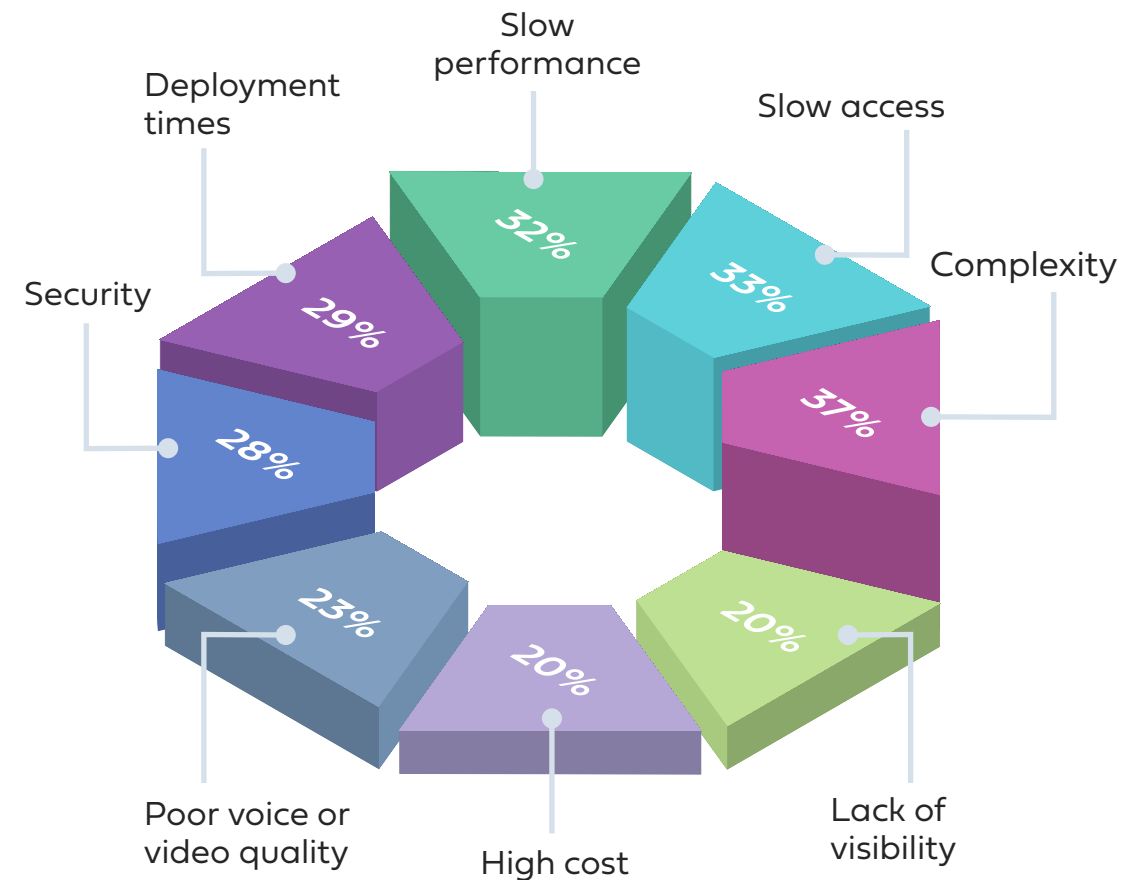 Slow
performance
32%
Slow access
33%
Complexity
37%
Lack of
visibility
20%
High cost
20%
Poor voice or
video quality
23%
Security
28%
Deployment
times
29%